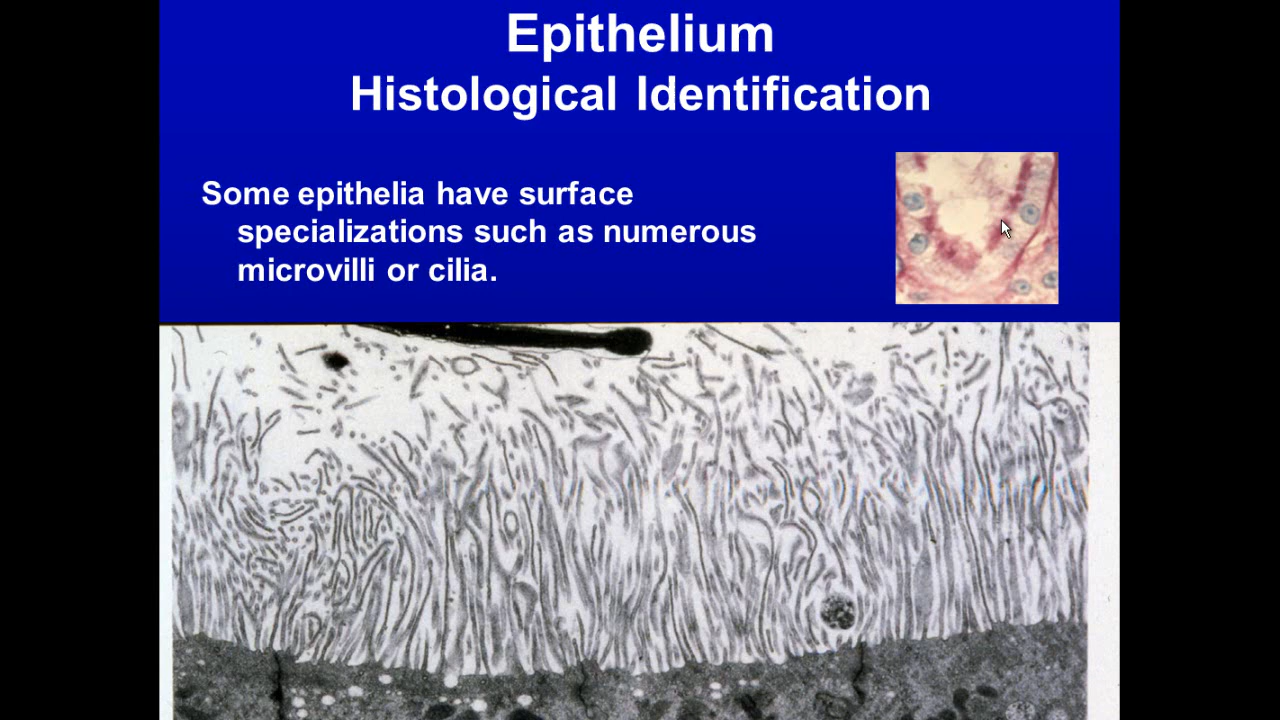 Epithelium
Histological Identification
Some epithelia have surface
specializations such as numerous
microvilli or cilia.